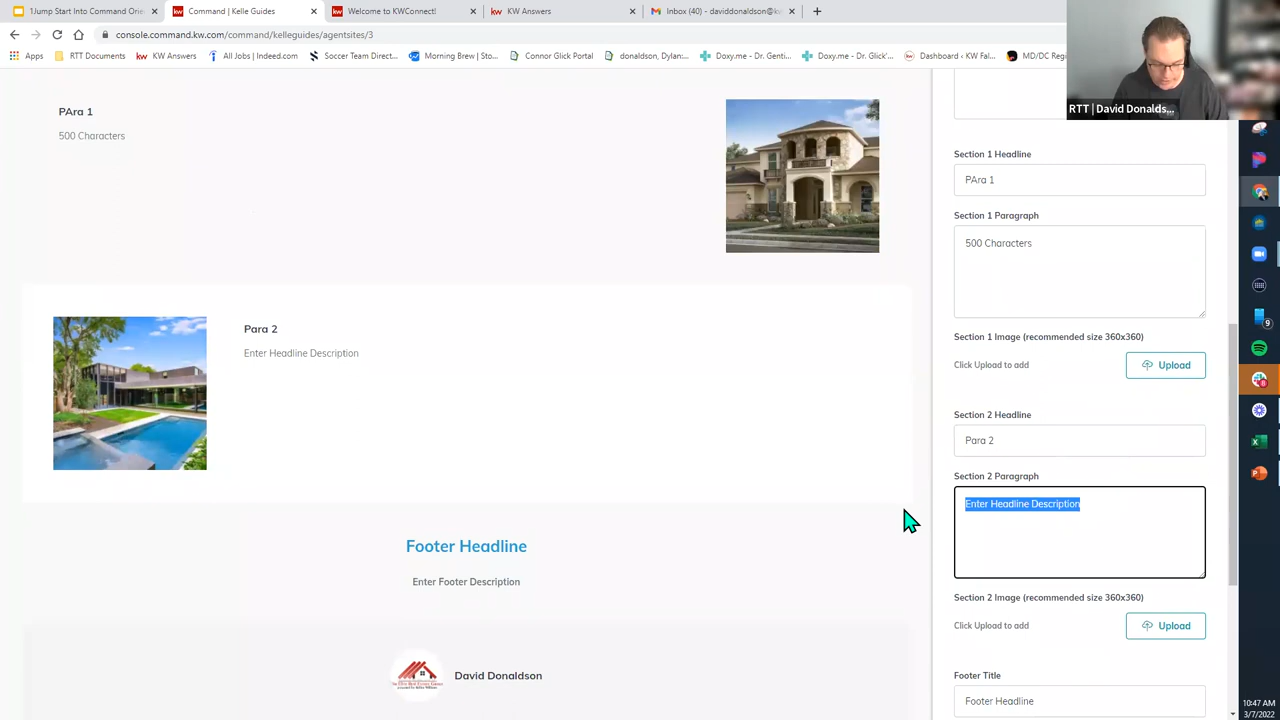 1Jump Start Into Command Orie
Command | Kelle Guides
Welcome to KWConnect!
KW Answers
Inbox (40) - daviddonaldson@kw
console.command.kw.com/command/kelleguides/agentsites/3
Apps
RTT Documents
KW Answers
All Jobs | Indeed.com
Soccer Team Direct...
Morning Brew | St...
Connor Glick Portal
donaldson, Dylan:...
Doxy.me - Dr. Genti...
Doxy.me - Dr. Glick'...
Dashboard ‹ KW Fal...
MD/DC Reg
RTT | David Donalds...
PAra 1
500 Characters
Para 2
Enter Headline Description
Footer Headline
Enter Footer Description
David Donaldson
Section 1 Headline
PAra 1
Section 1 Paragraph
500 Characters
Section 1 Image (recommended size 360x360)
Click Upload to add
Upload
Section 2 Headline
Para 2
Section 2 Paragraph
Enter Headline Description
Section 2 Image (recommended size 360x360)
Click Upload to add
Upload
Footer Title
Footer Headline
9
10:47 AM
3/7/2022